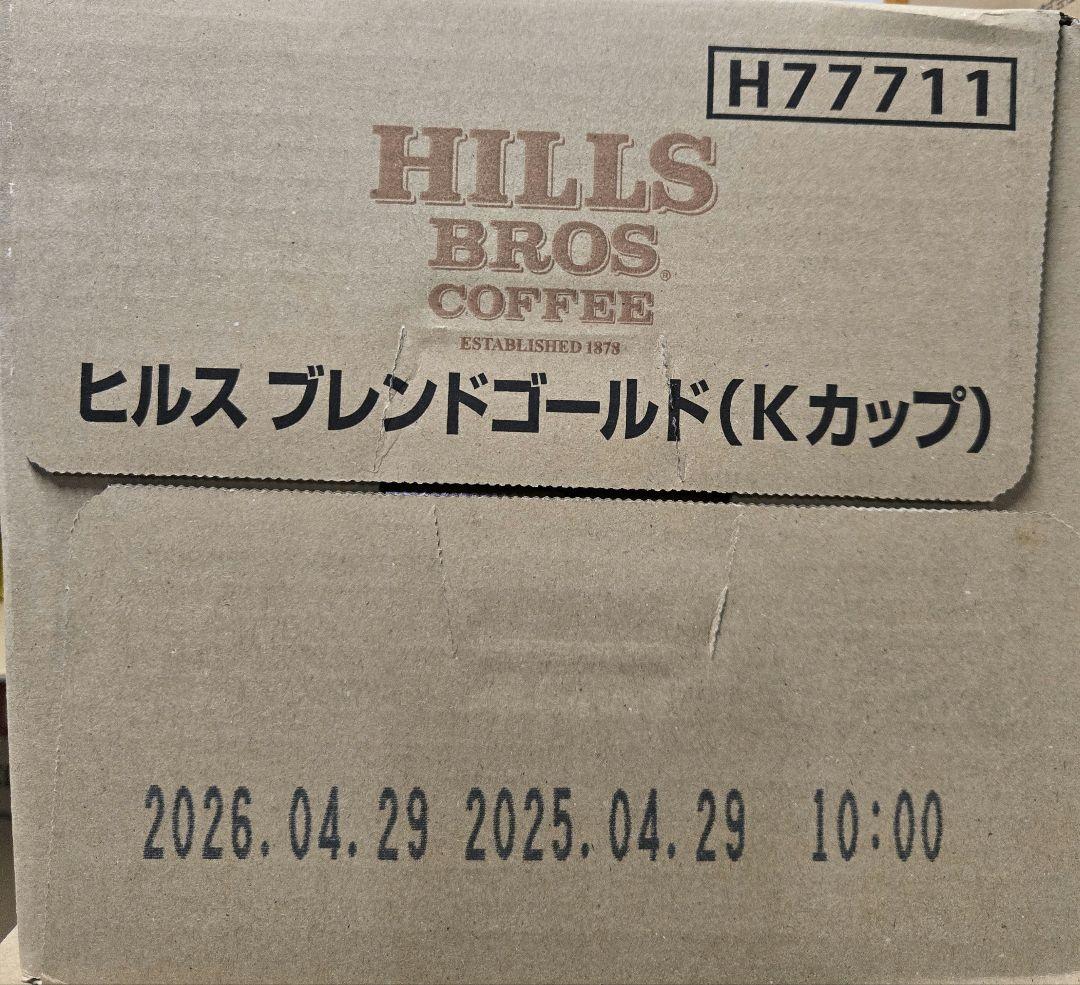 H77711
HILLS
BROS®
COFFEE
ESTABLISHED 1878
ヒルス ブレンドゴールド(Kカップ)
2026.04.29 2025.04.29 10:00